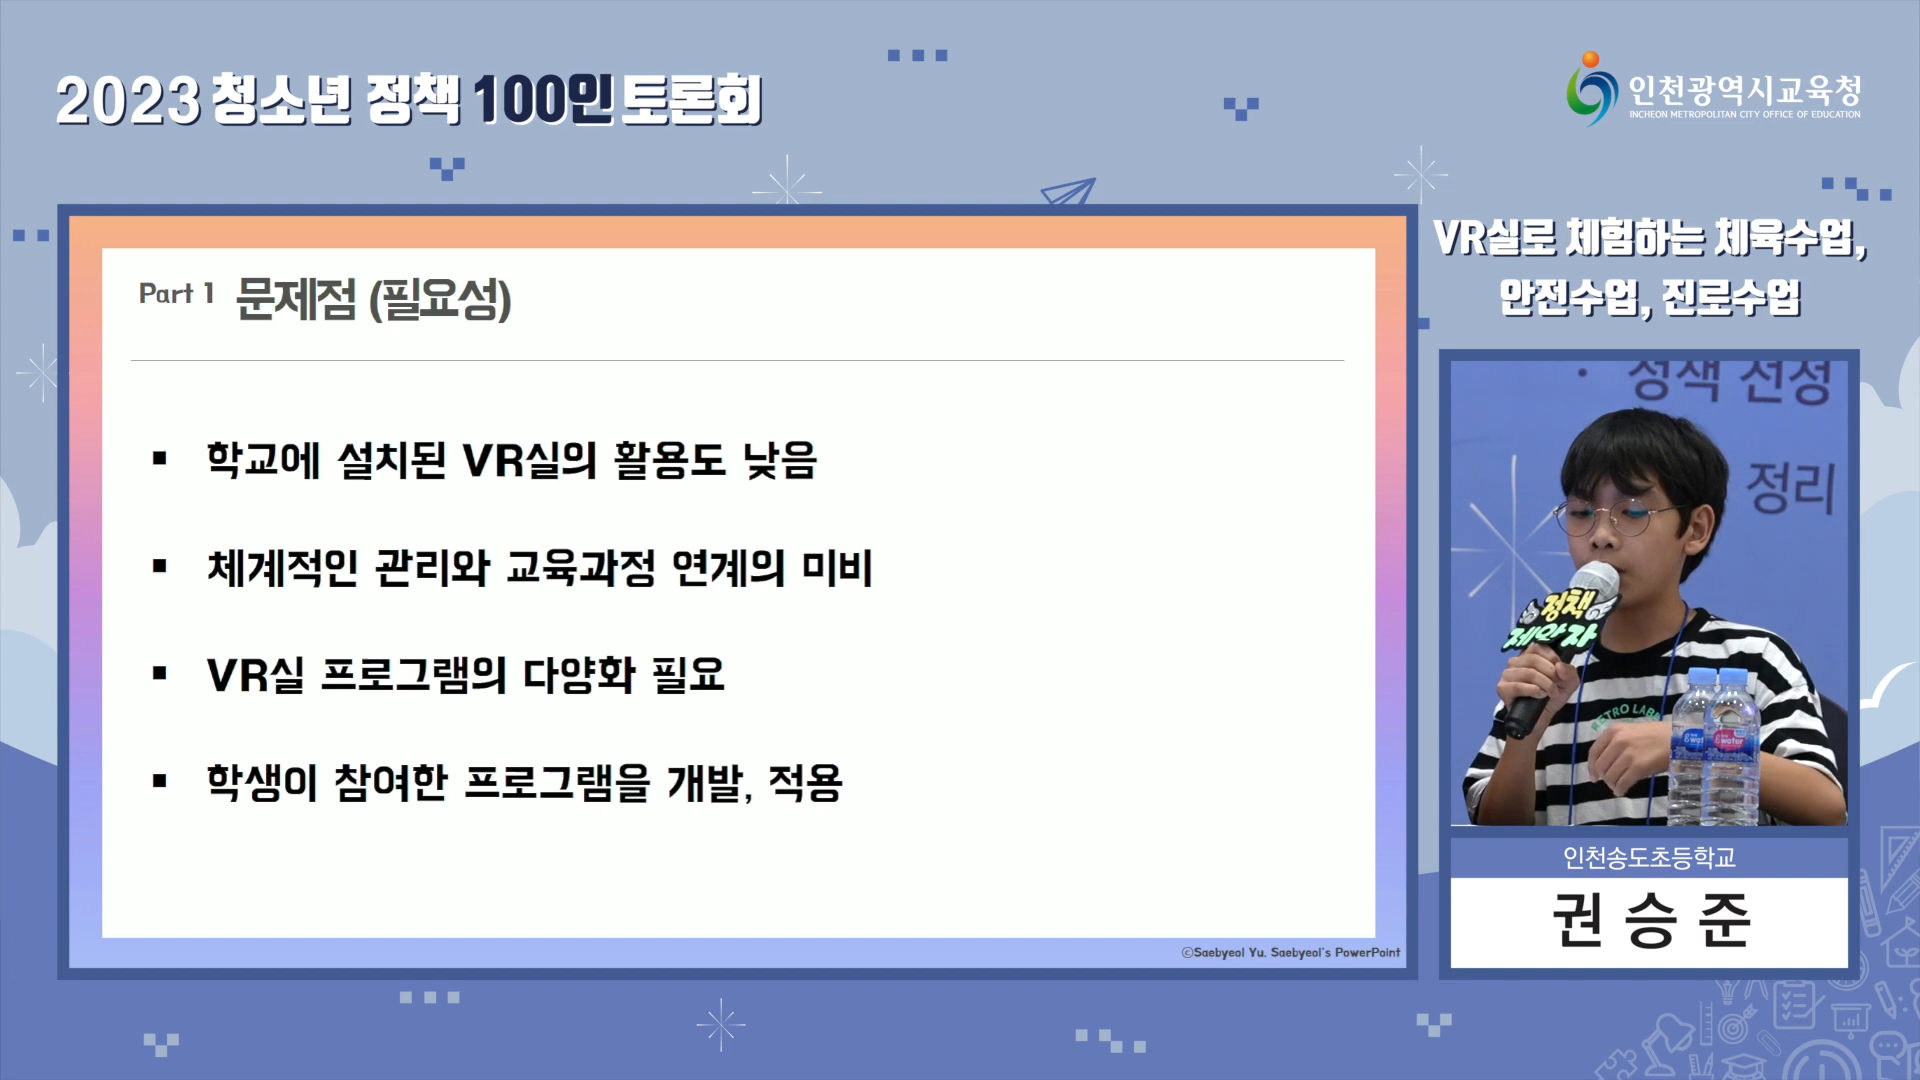 2023 청소년 정책 100인 토론회
인천광역시교육청
INCHEON METROPOLITAN CITY OFFICE OF EDUCATION
VR실로 체험하는 체육수업,
안전수업, 진로수업
Part 1 문제점 (필요성)
▪ 학교에 설치된 VR실의 활용도 낮음
▪ 체계적인 관리와 교육과정 연계의 미비
▪ VR실 프로그램의 다양화 필요
▪ 학생이 참여한 프로그램을 개발, 적용
ⓒSaebyeol Yu. Saebyeol's PowerPoint
· 정책 선정
정리
정책
제안자
RETRO LABE
water
인천송도초등학교
권승준